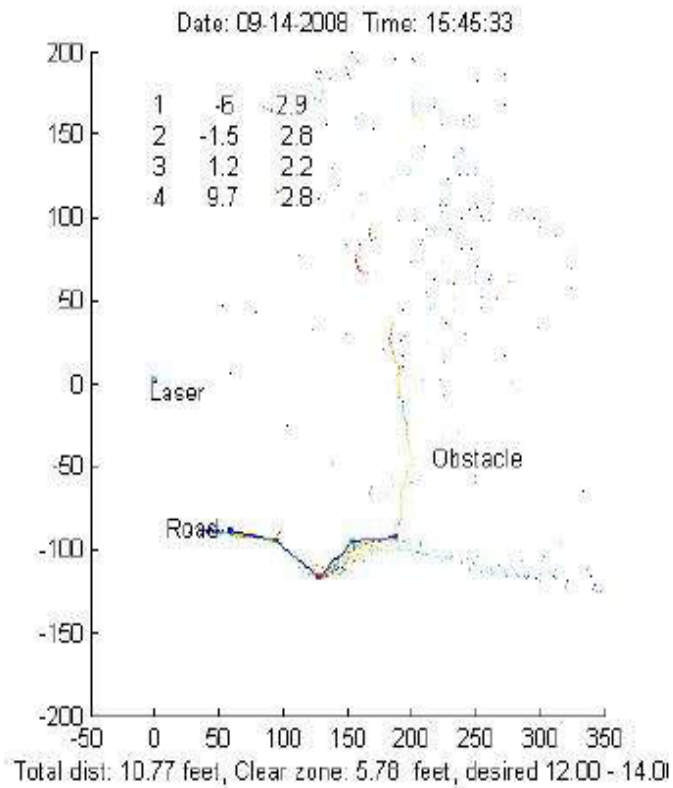 Date: 09-14-2008 Time: 15:45:33
200
150
100
50
0
-50
-100
-150
-200
1 -6 2.9
2 -1.5 2.8
3 1.2 2.2
4 9.7 2.8
Laser
Obstacle
Road
-50 0 50 100 150 200 250 300 350
Total dist: 10.77 feet, Clear zone: 5.76 feet, desired 12.00 - 14.0